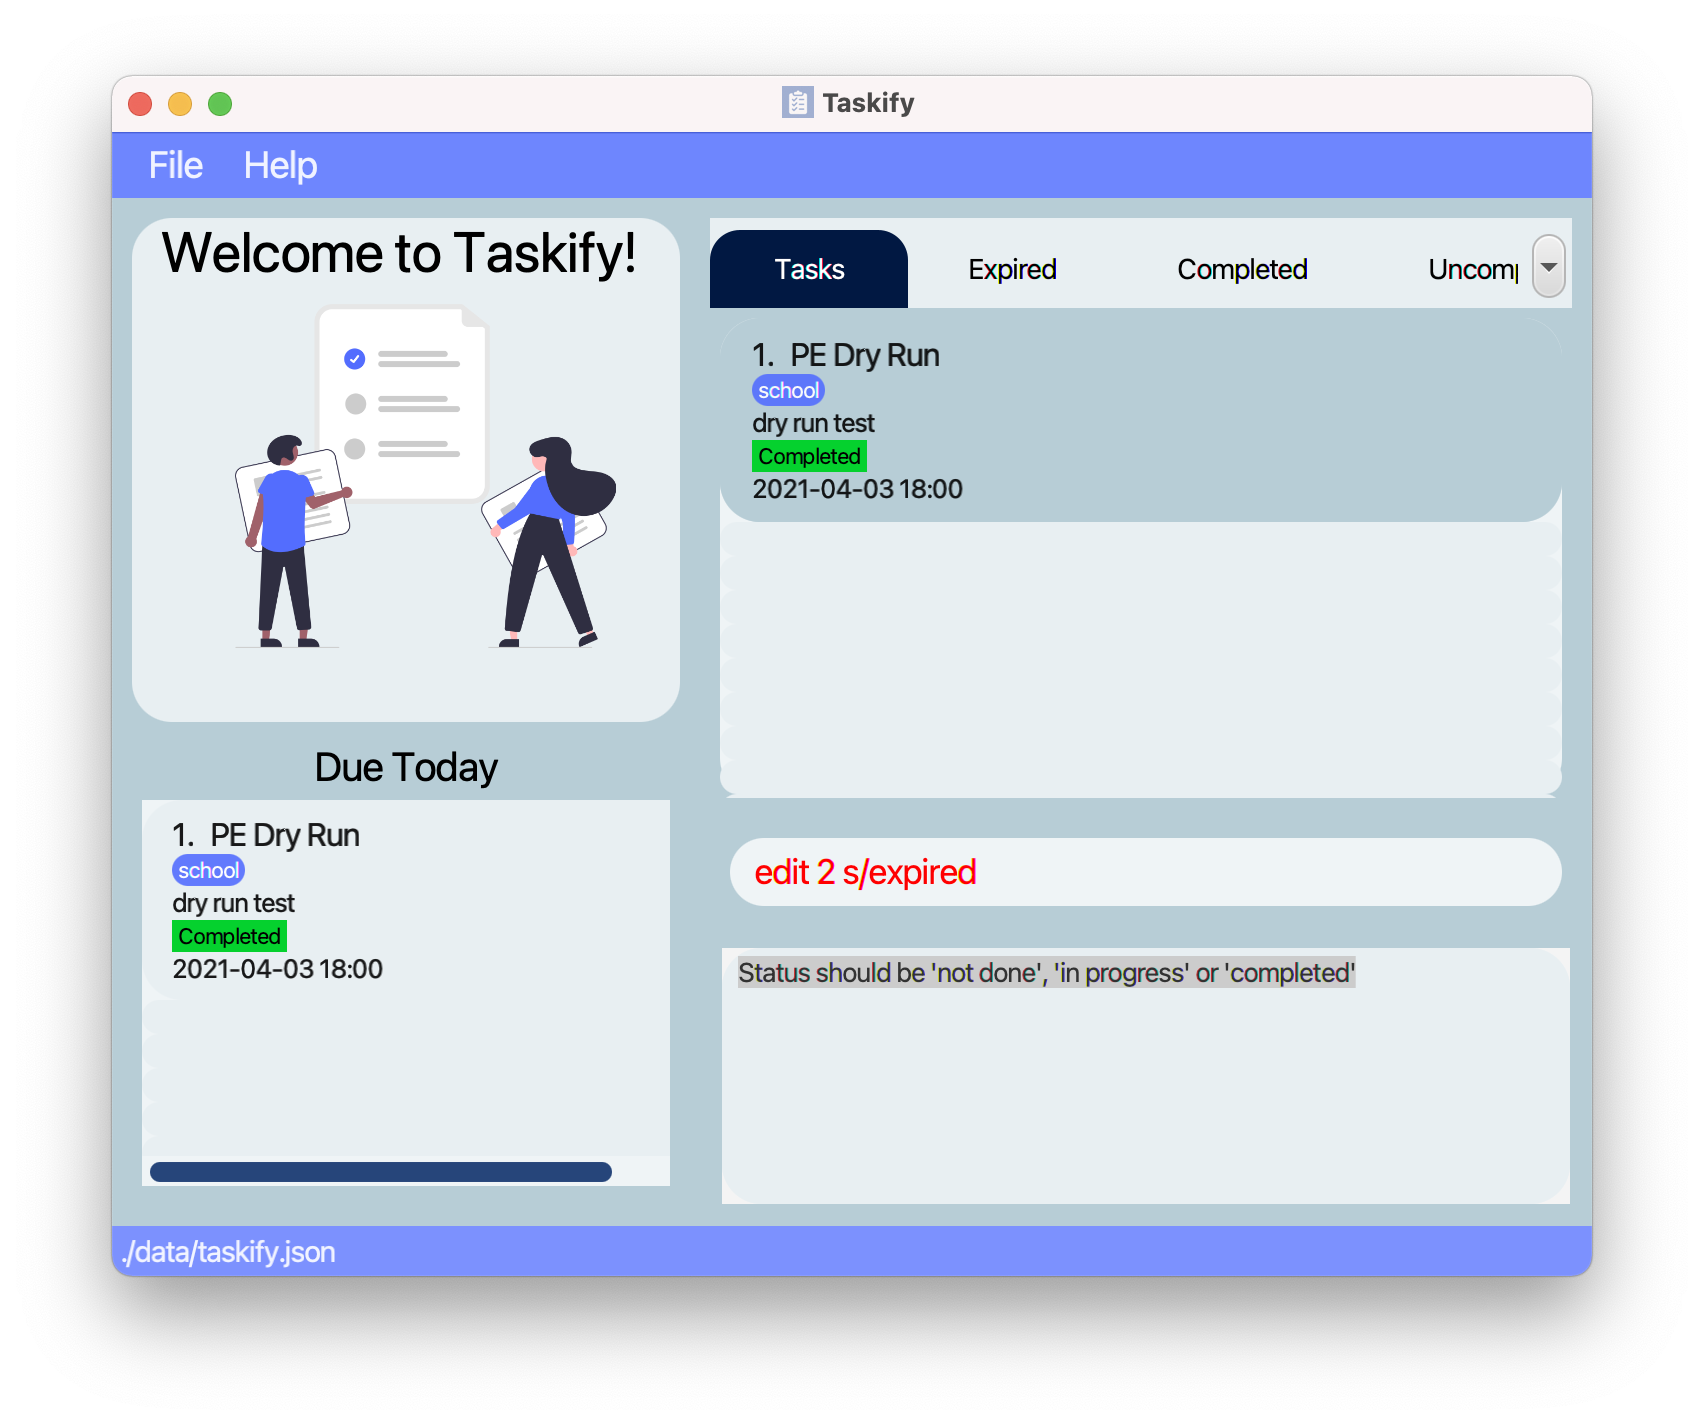 Taskify
File Help
Welcome to Taskify!
Tasks Expired Completed Uncomp
1. PE Dry Run
school
dry run test
Completed
2021-04-03 18:00
Due Today
1. PE Dry Run
school
dry run test
Completed
2021-04-03 18:00
edit 2 s/expired
Status should be 'not done', 'in progress' or 'completed'
./data/taskify.json